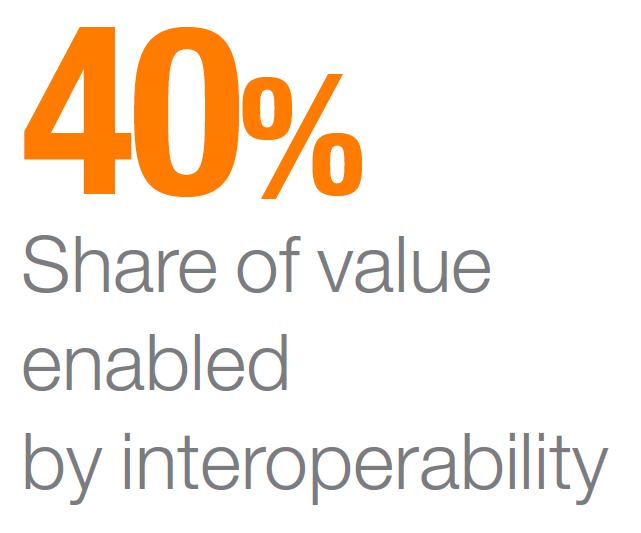 40%
Share of value
enabled
by interoperability